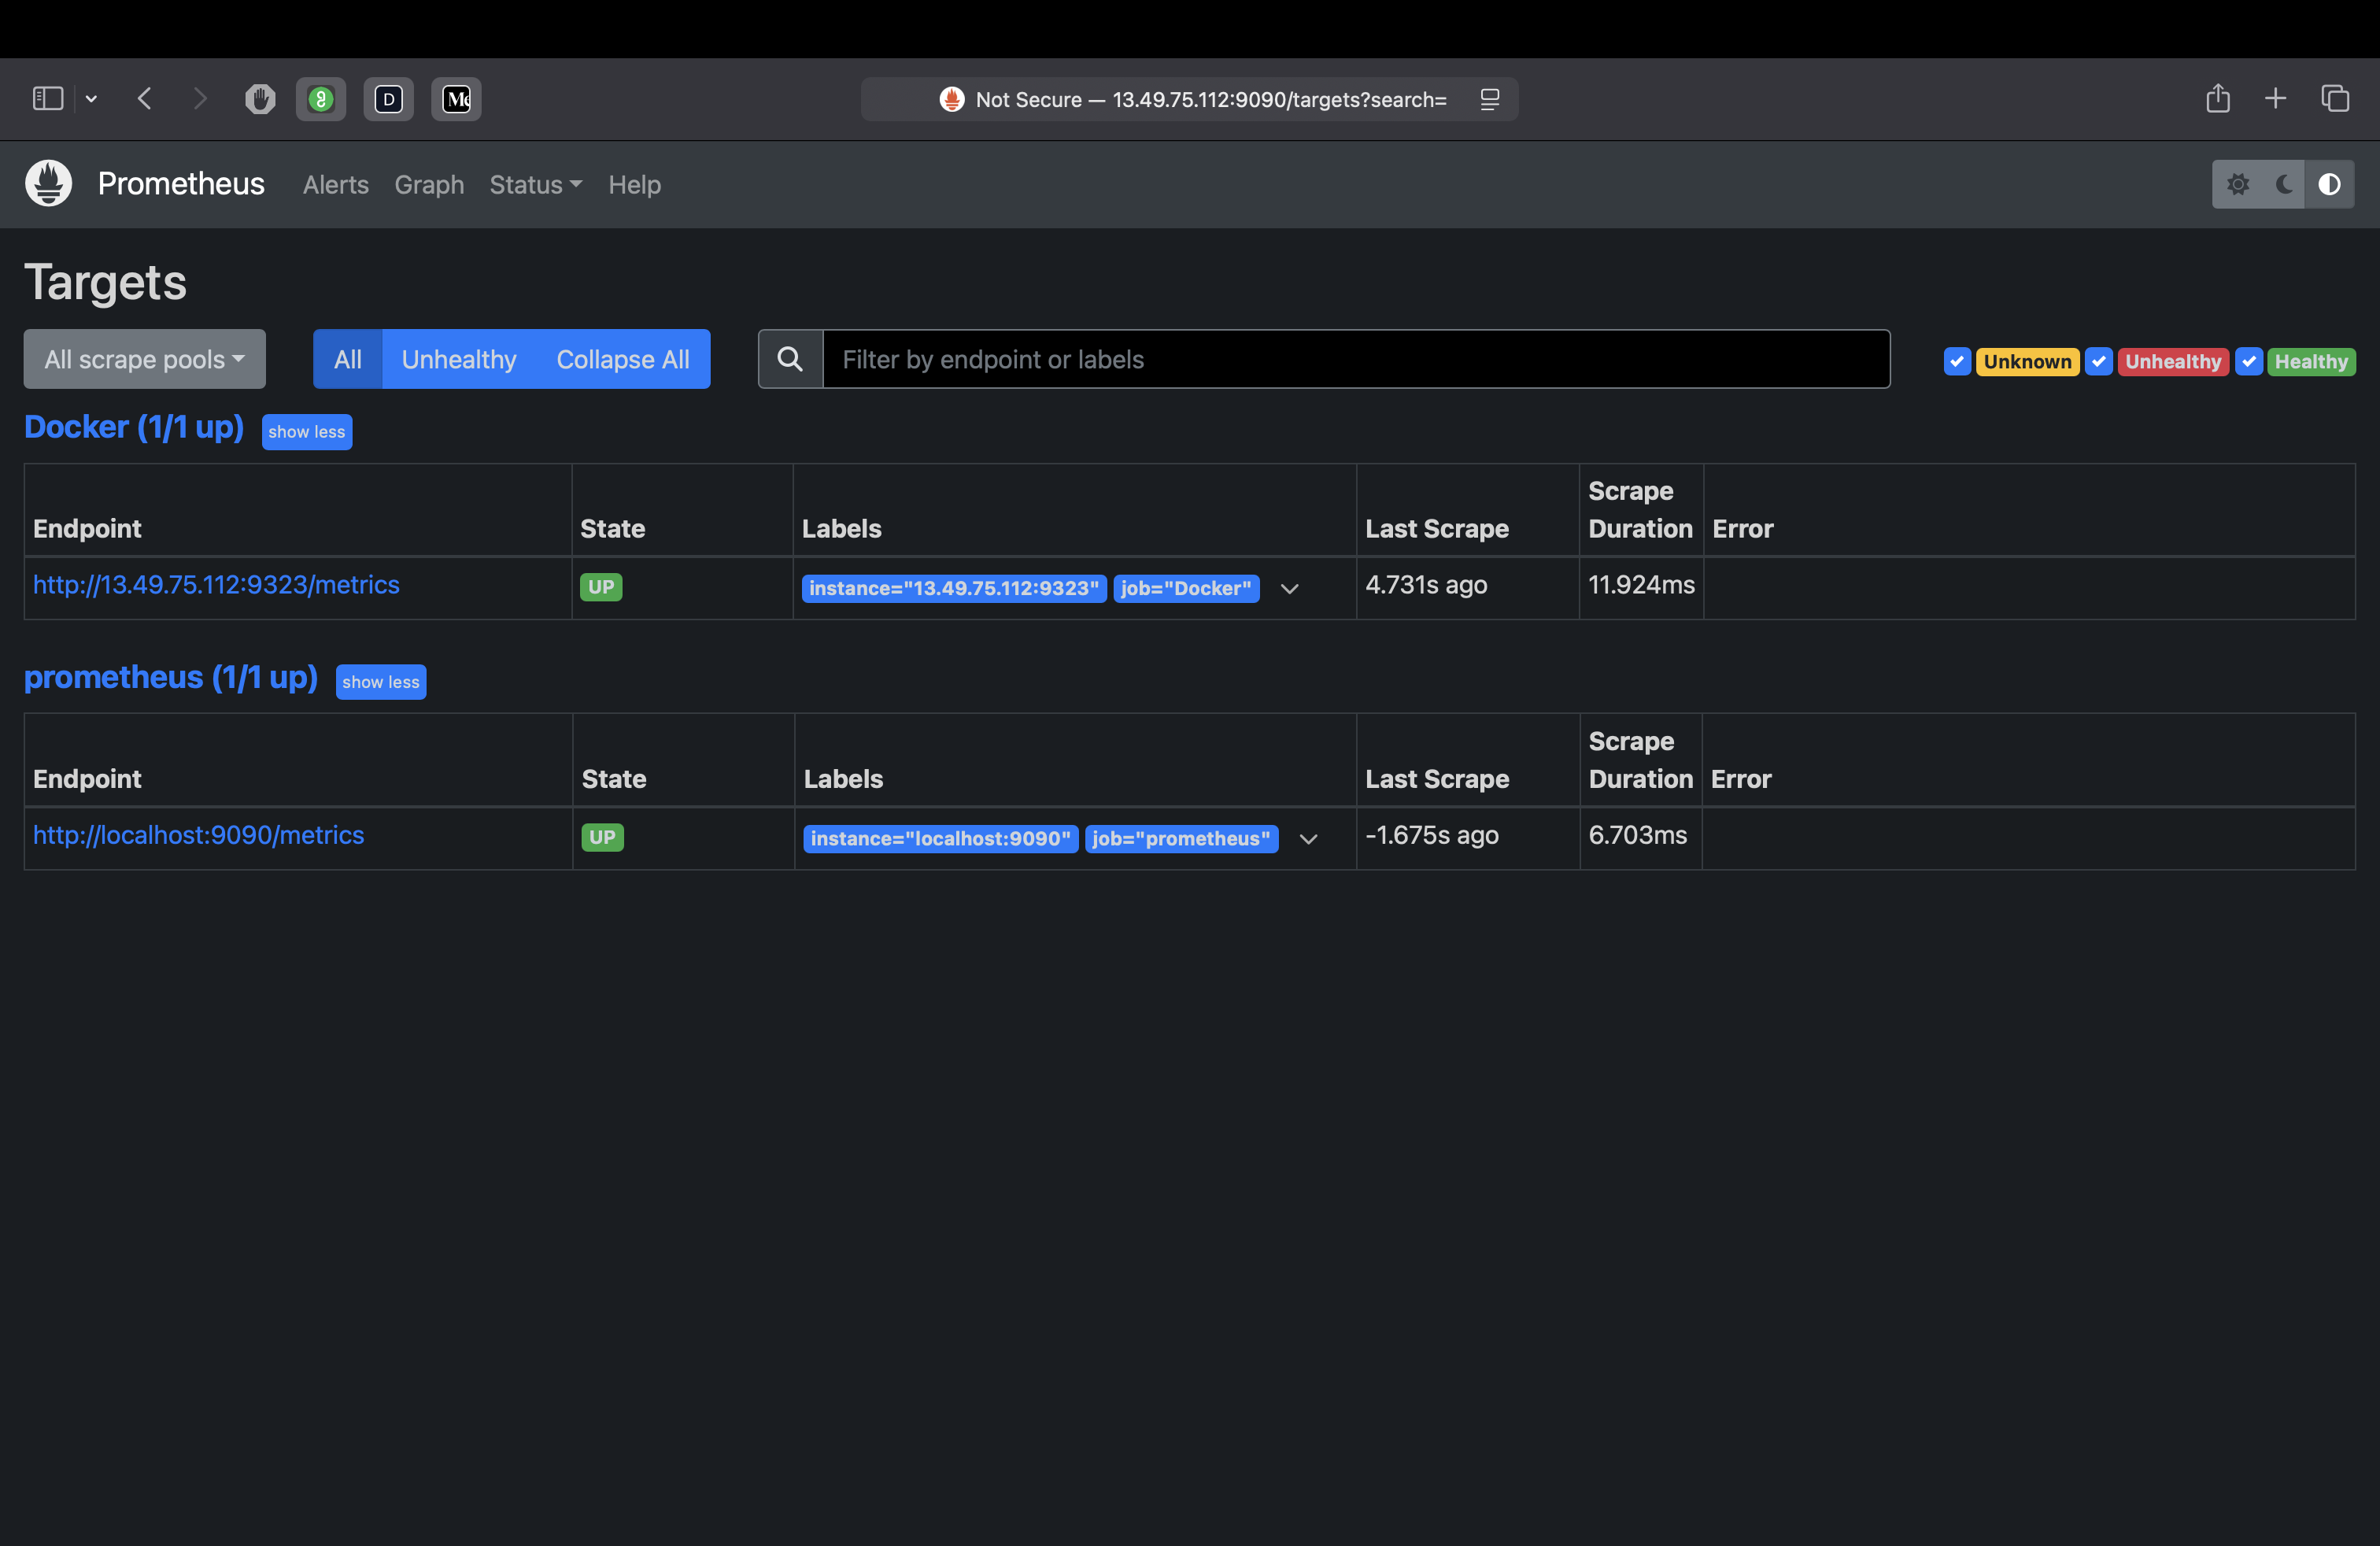 D
Not Secure — 13.49.75.112:9090/targets?search=
Prometheus Alerts Graph Status Help
Targets
All scrape pools All Unhealthy Collapse All Filter by endpoint or labels Unknown Unhealthy Healthy
Docker (1/1 up) show less
Endpoint State Labels Last Scrape Scrape Duration Error
http://13.49.75.112:9323/metrics UP instance="13.49.75.112:9323" job="Docker" 4.731s ago 11.924ms
prometheus (1/1 up) show less
Endpoint State Labels Last Scrape Scrape Duration Error
http://localhost:9090/metrics UP instance="localhost:9090" job="prometheus" -1.675s ago 6.703ms